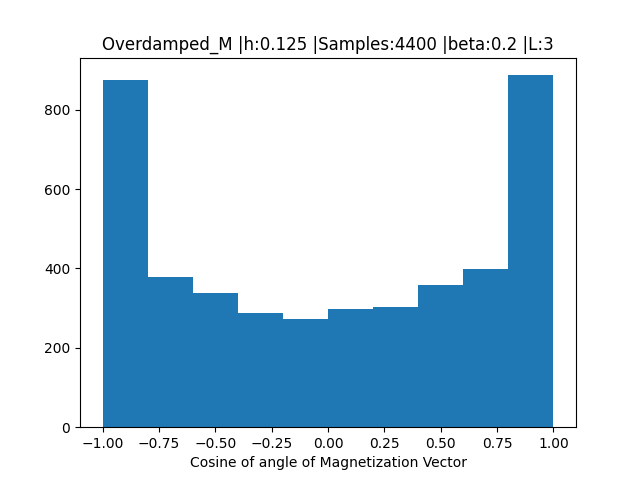 Overdamped_M |h:0.125 |Samples:4400 |beta:0.2 |L:3
800
600
400
200
0
−1.00 −0.75 −0.50 −0.25 0.00 0.25 0.50 0.75 1.00
Cosine of angle of Magnetization Vector